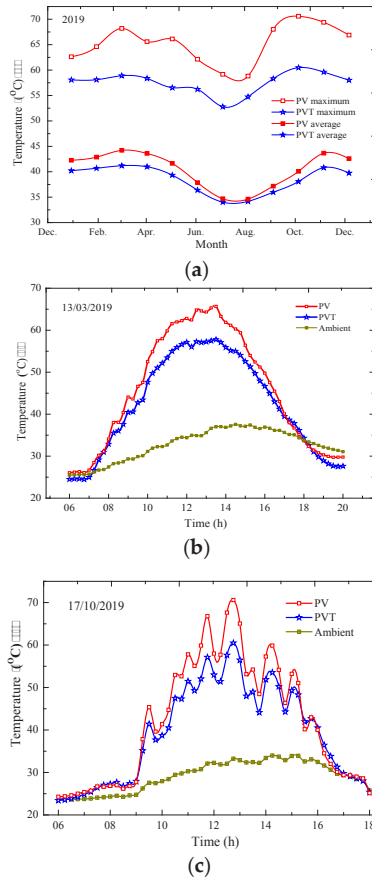 2019
Temperature (°C)
75
70
65
60
55
50
45
40
35
30
PV maximum
PVT maximum
PV average
PVT average
Dec. Feb. Apr. Jun. Aug. Oct. Dec.
Month
(a)
13/03/2019
Temperature (°C)
70
60
50
40
30
20
PV
PVT
Ambient
06 08 10 12 14 16 18 20
Time (h)
(b)
17/10/2019
Temperature (°C)
70
60
50
40
30
20
PV
PVT
Ambient
06 08 10 12 14 16 18
Time (h)
(c)